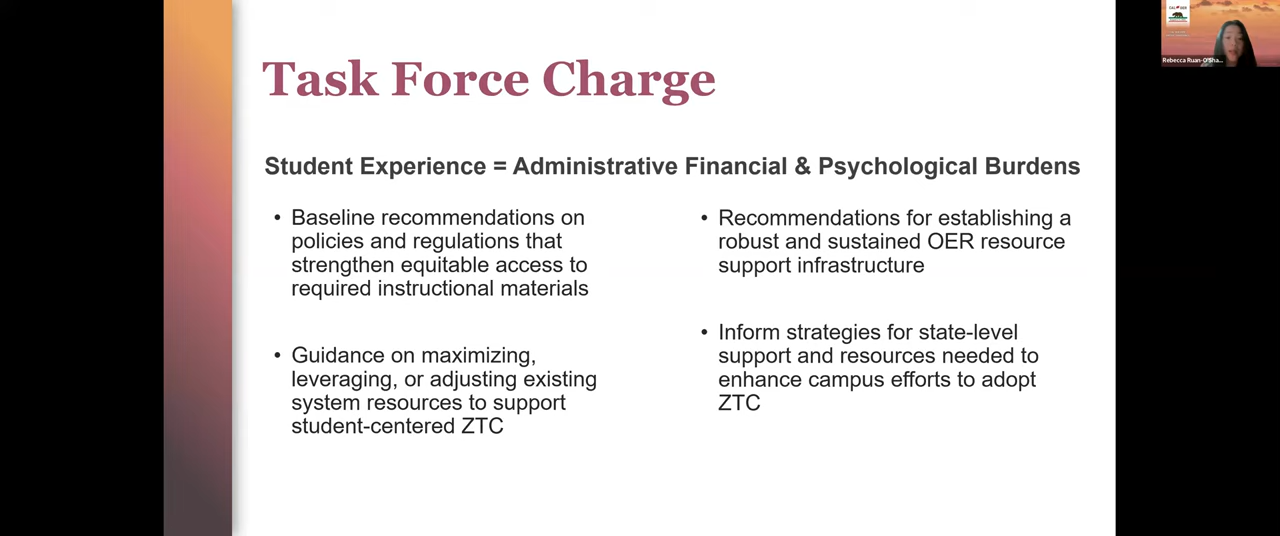 Task Force Charge
Student Experience = Administrative Financial & Psychological Burdens
• Baseline recommendations on
policies and regulations that
strengthen equitable access to
required instructional materials
• Guidance on maximizing,
leveraging, or adjusting existing
system resources to support
student-centered ZTC
• Recommendations for establishing a
robust and sustained OER resource
support infrastructure
• Inform strategies for state-level
support and resources needed to
enhance campus efforts to adopt
ZTC
Rebecca Ruan-O'Sha...